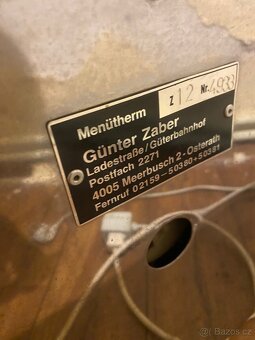 Menütherm Z 12 Nr. 4933
Günter Zaber
Ladestraße/Güterbahnhof
Postfach 2271
4005 Meerbusch 2-Osterath
Fernruf 02159-50380+50381
Bazos.cz